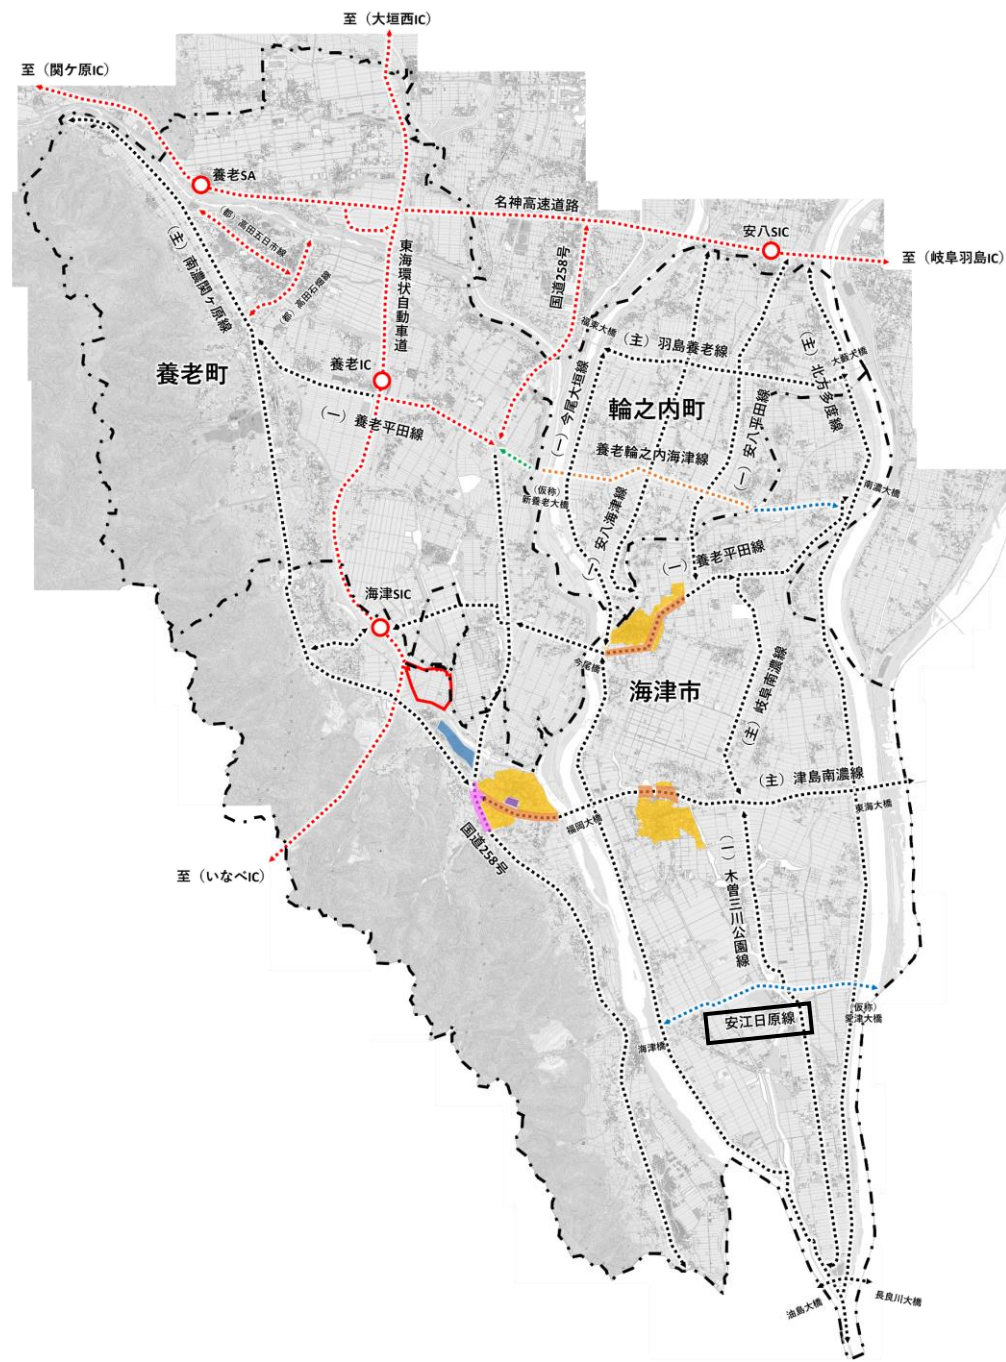 至（大垣西IC）
至（関ケ原IC）
養老SA
名神高速道路
安八SIC
至（岐阜羽島IC）
（都）高田五日市線
（主）南濃関ヶ原線
（都）高田石畑線
東海環状自動車道
国道258号
福束大橋
（主）羽島養老線
（主）北方多度線
大藪大橋
養老町
養老IC
（一）今尾大垣線
輪之内町
（一）養老平田線
（一）安八平田線
養老輪之内海津線
（仮称）
新養老大橋
南濃大橋
（一）安八海津線
（一）養老平田線
海津SIC
今尾橋
海津市
（主）岐阜南濃線
（主）津島南濃線
東海大橋
福岡大橋
国道258号
至（いなべIC）
（一）木曽三川公園線
安江日原線
（仮称）
愛津大橋
海津橋
油島大橋
長良川大橋